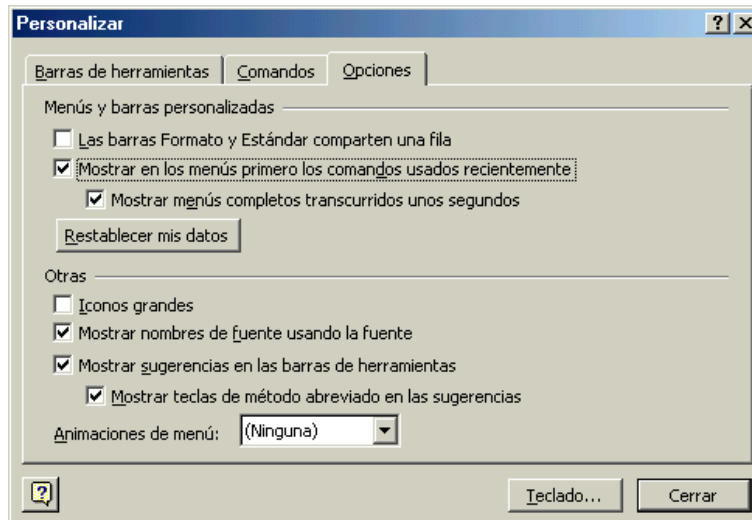 Personalizar
Barras de herramientas Comandos Opciones
Menús y barras personalizadas
Las barras Formato y Estándar comparten una fila
Mostrar en los menús primero los comandos usados recientemente
Mostrar menús completos transcurridos unos segundos
Restablecer mis datos
Otras
Iconos grandes
Mostrar nombres de fuente usando la fuente
Mostrar sugerencias en las barras de herramientas
Mostrar teclas de método abreviado en las sugerencias
Animaciones de menú: (Ninguna)
Teclado... Cerrar